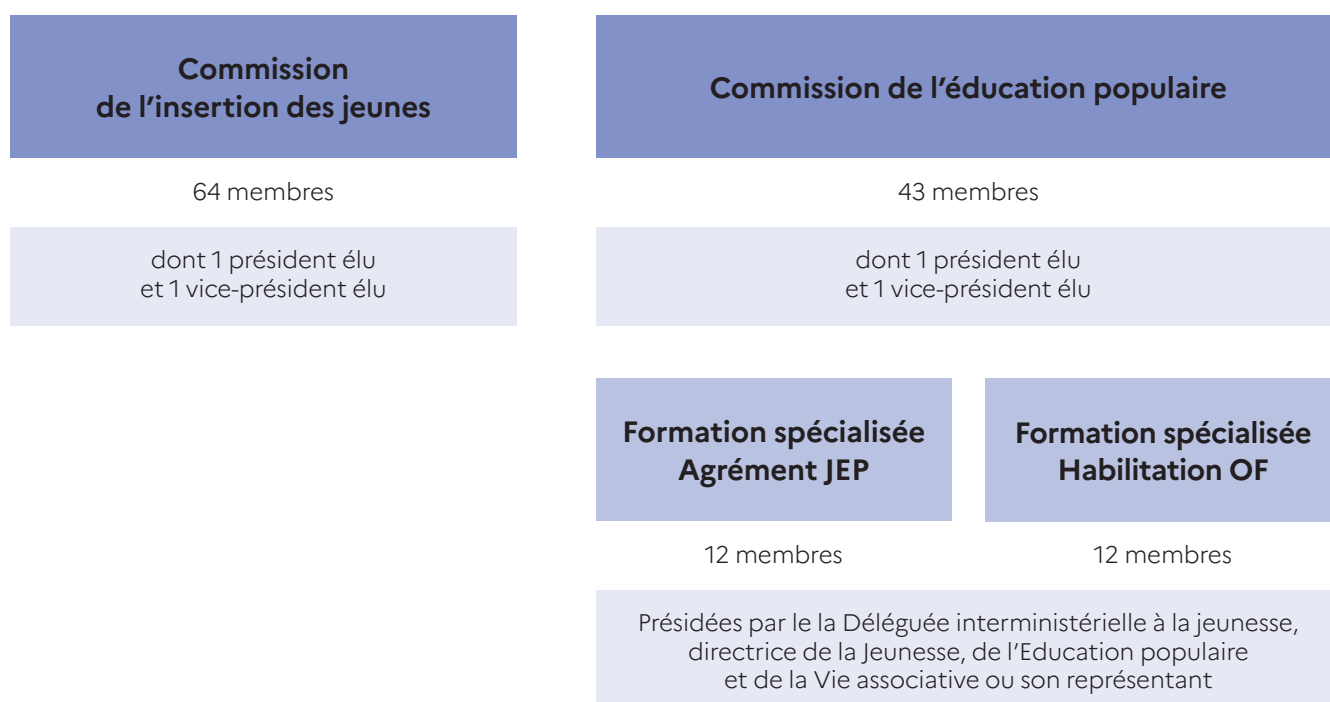 Commission
de l'insertion des jeunes
64 membres
dont 1 président élu
et 1 vice-président élu
Commission de l'éducation populaire
43 membres
dont 1 président élu
et 1 vice-président élu
Formation spécialisée
Agrément JEP
12 membres
Formation spécialisée
Habilitation OF
12 membres
Présidées par le la Déléguée interministérielle à la jeunesse,
directrice de la Jeunesse, de l'Education populaire
et de la Vie associative ou son représentant